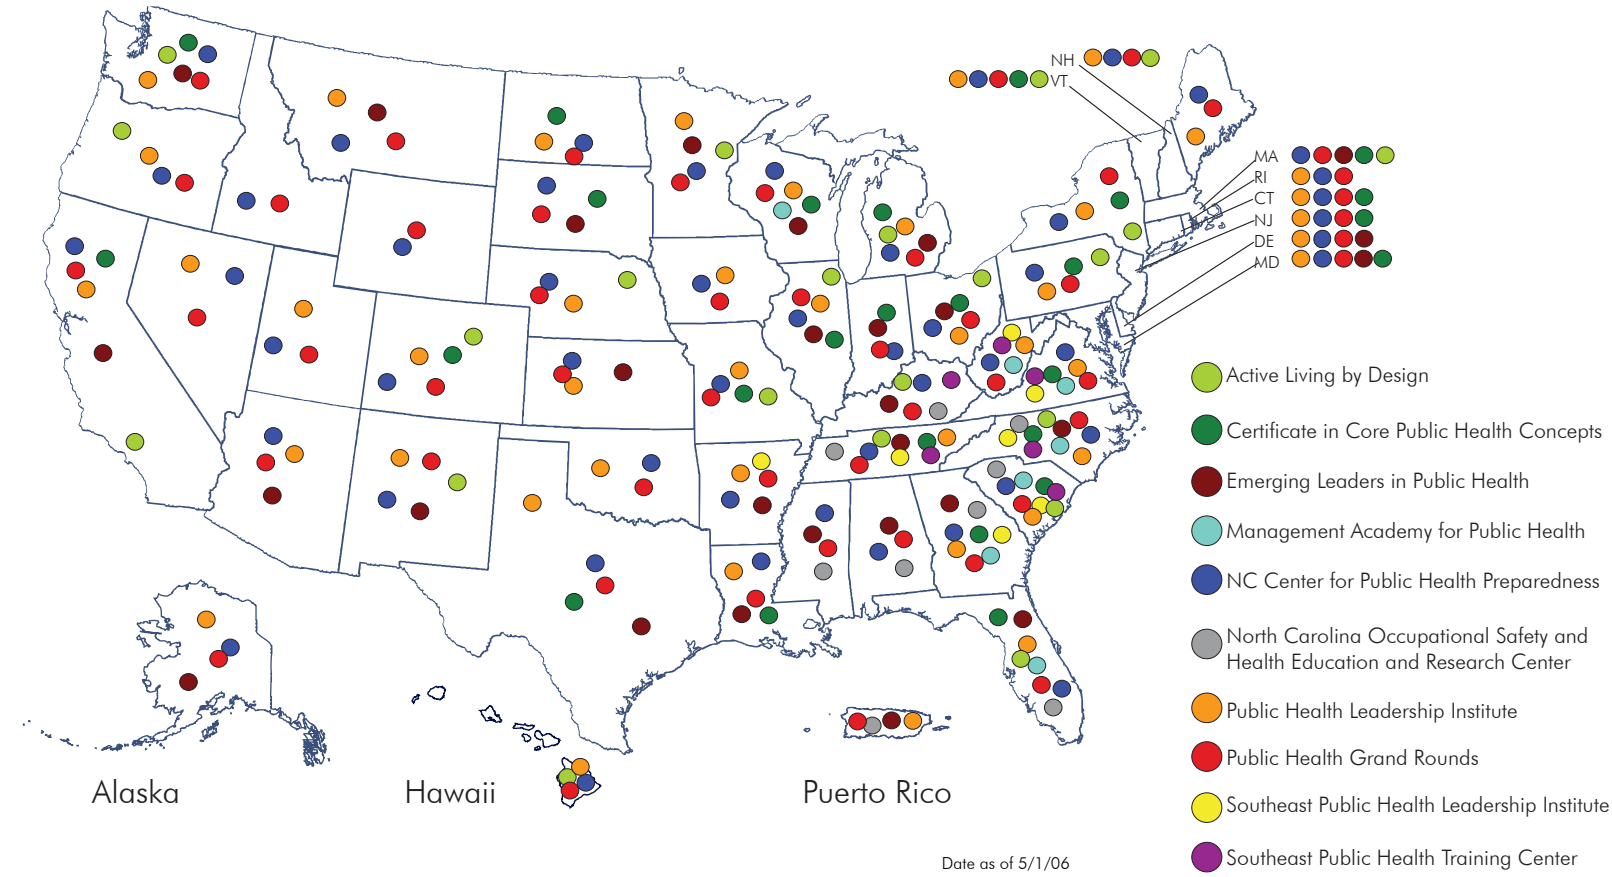 NH
VT
MA
RI
CT
NJ
DE
MD
Active Living by Design
Certificate in Core Public Health Concepts
Emerging Leaders in Public Health
Management Academy for Public Health
NC Center for Public Health Preparedness
North Carolina Occupational Safety and
Health Education and Research Center
Public Health Leadership Institute
Public Health Grand Rounds
Southeast Public Health Leadership Institute
Southeast Public Health Training Center
Alaska
Hawaii
Puerto Rico
Date as of 5/1/06